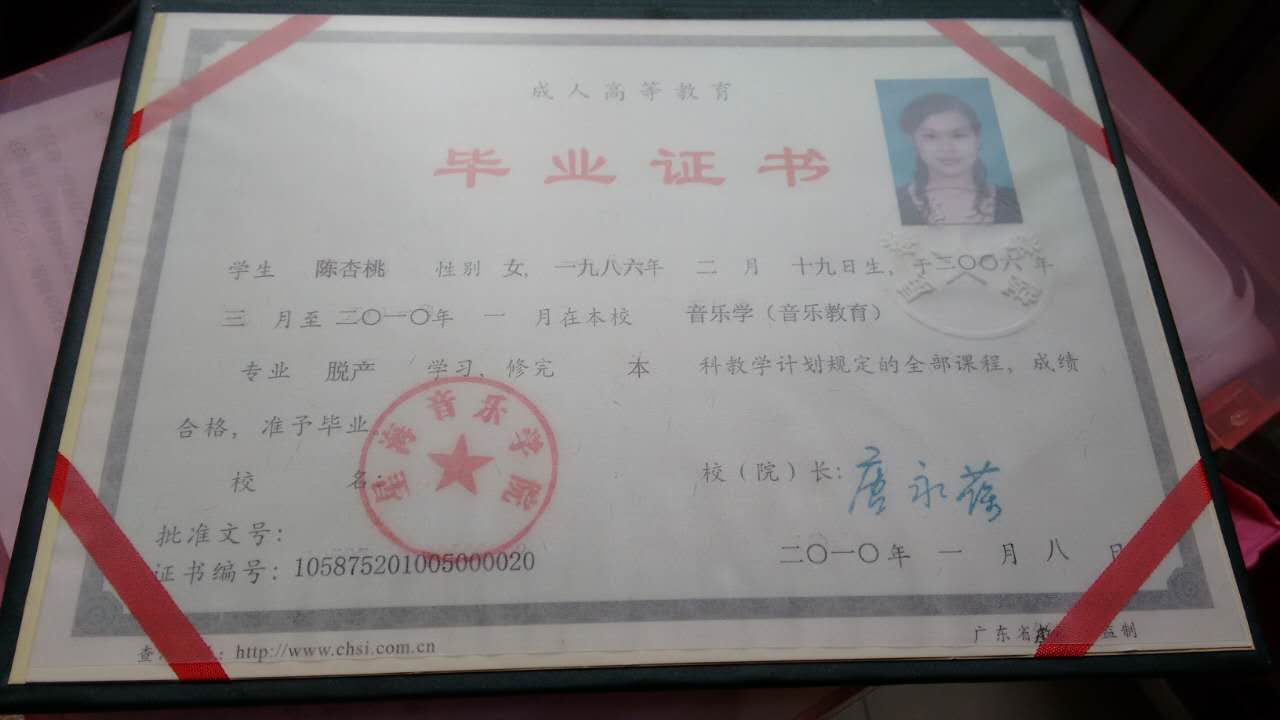 成人高等教育
毕业证书
学生 陈杏桃 性别 女，一九八六年 二 月 十九日生，于二〇〇六年
三 月至 二〇一〇年 一 月在本校 音乐学（音乐教育）
专业 脱产 学习，修完 本 科教学计划规定的全部课程，成绩
合格，准予毕业。
星海音乐学院
校 名： 校（院）长：唐永葆
批准文号：
证书编号：105875201005000020
二〇一〇年 一 月 八 日
查 ：http://www.chsi.com.cn
广东省 监制